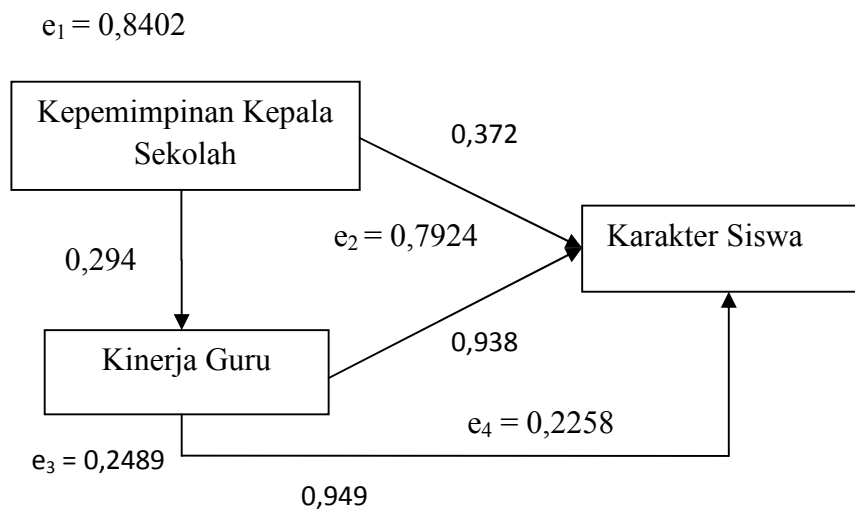 e₁ = 0,8402
Kepemimpinan Kepala
Sekolah
0,372
e₂ = 0,7924
Karakter Siswa
0,294
Kinerja Guru
0,938
e₄ = 0,2258
e₃ = 0,2489
0,949